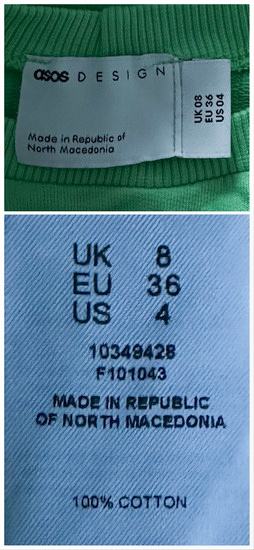 asos DESIGN
Made in Republic of
North Macedonia
UK 08
EU 36
US 04
UK 8
EU 36
US 4
10349428
F101043
MADE IN REPUBLIC
OF NORTH MACEDONIA
100% COTTON